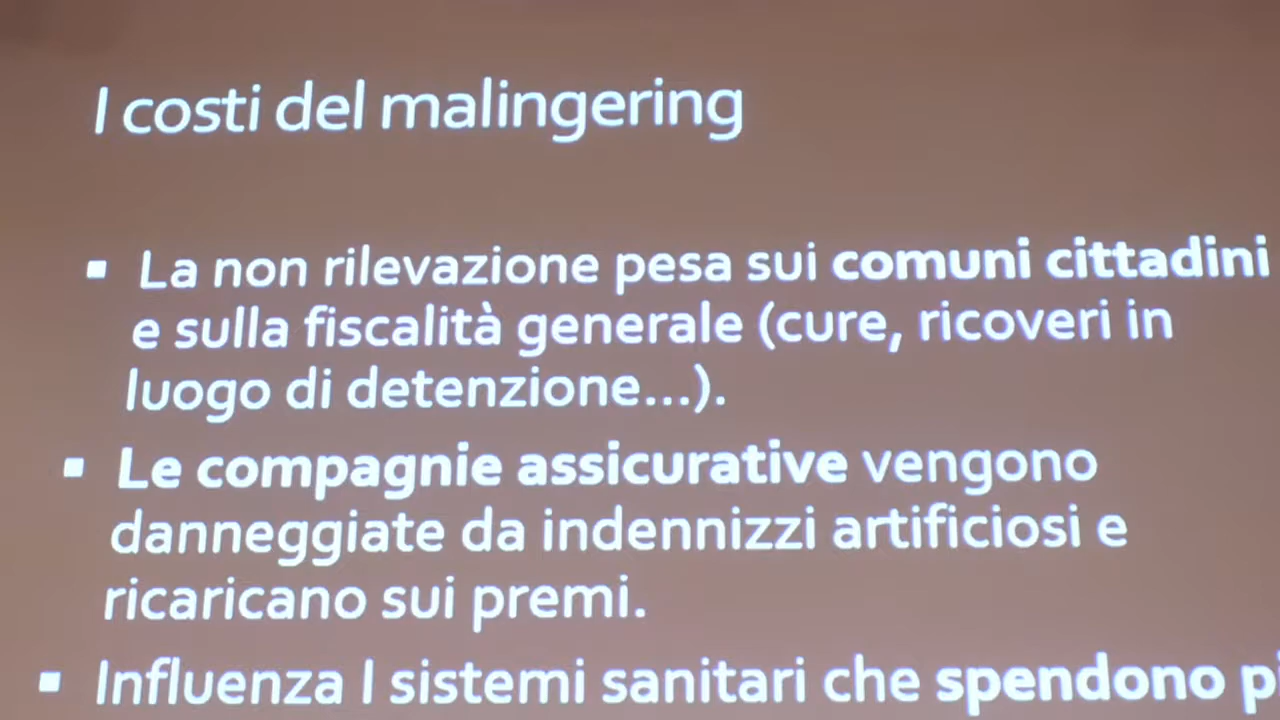 I costi del malingering
▪ La non rilevazione pesa sui comuni cittadini
e sulla fiscalità generale (cure, ricoveri in
luogo di detenzione...).
▪ Le compagnie assicurative vengono
danneggiate da indennizzi artificiosi e
ricaricano sui premi.
▪ Influenza I sistemi sanitari che spendono